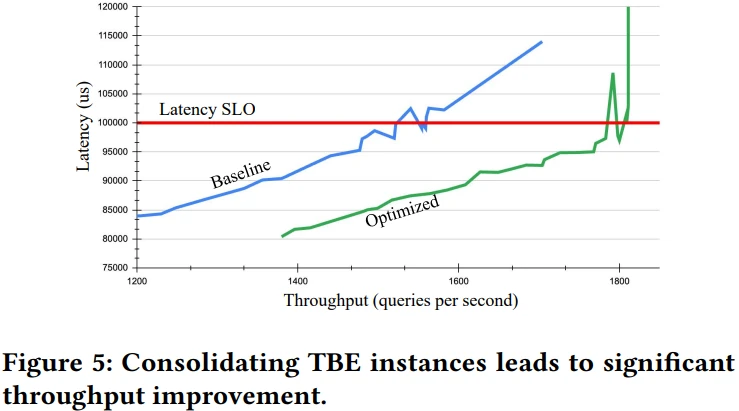 120000
115000
110000
105000
100000
95000
90000
85000
80000
75000
Latency (us)
Latency SLO
Baseline
Optimized
1200
1400
1600
1800
Throughput (queries per second)
Figure 5: Consolidating TBE instances leads to significant
throughput improvement.